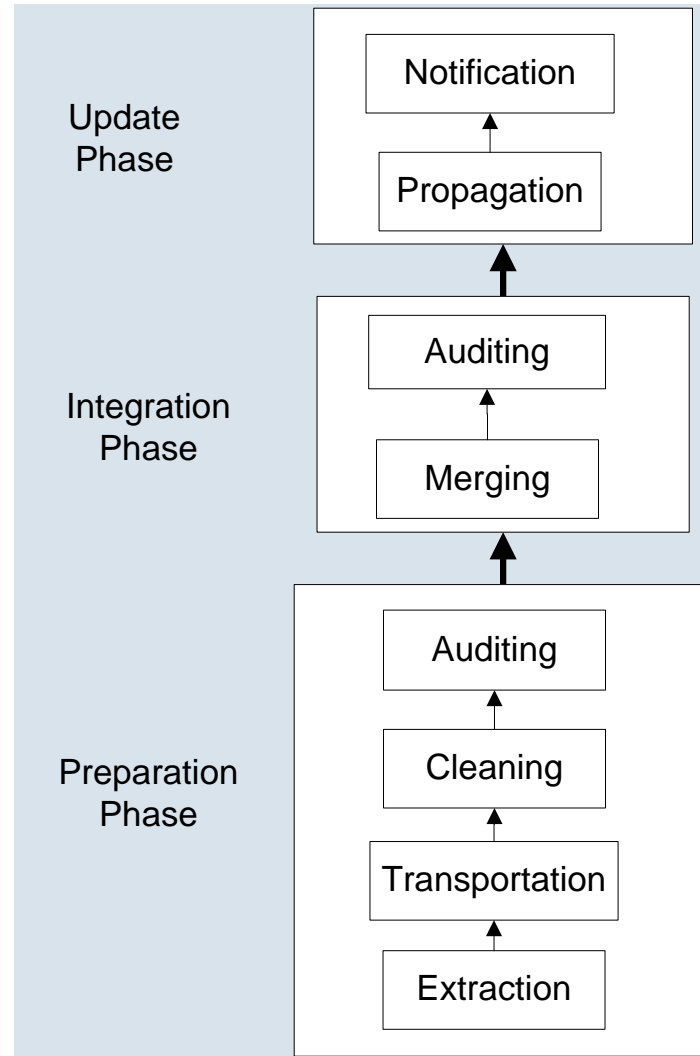 Update
Phase
Notification
Propagation
Integration
Phase
Auditing
Merging
Preparation
Phase
Auditing
Cleaning
Transportation
Extraction